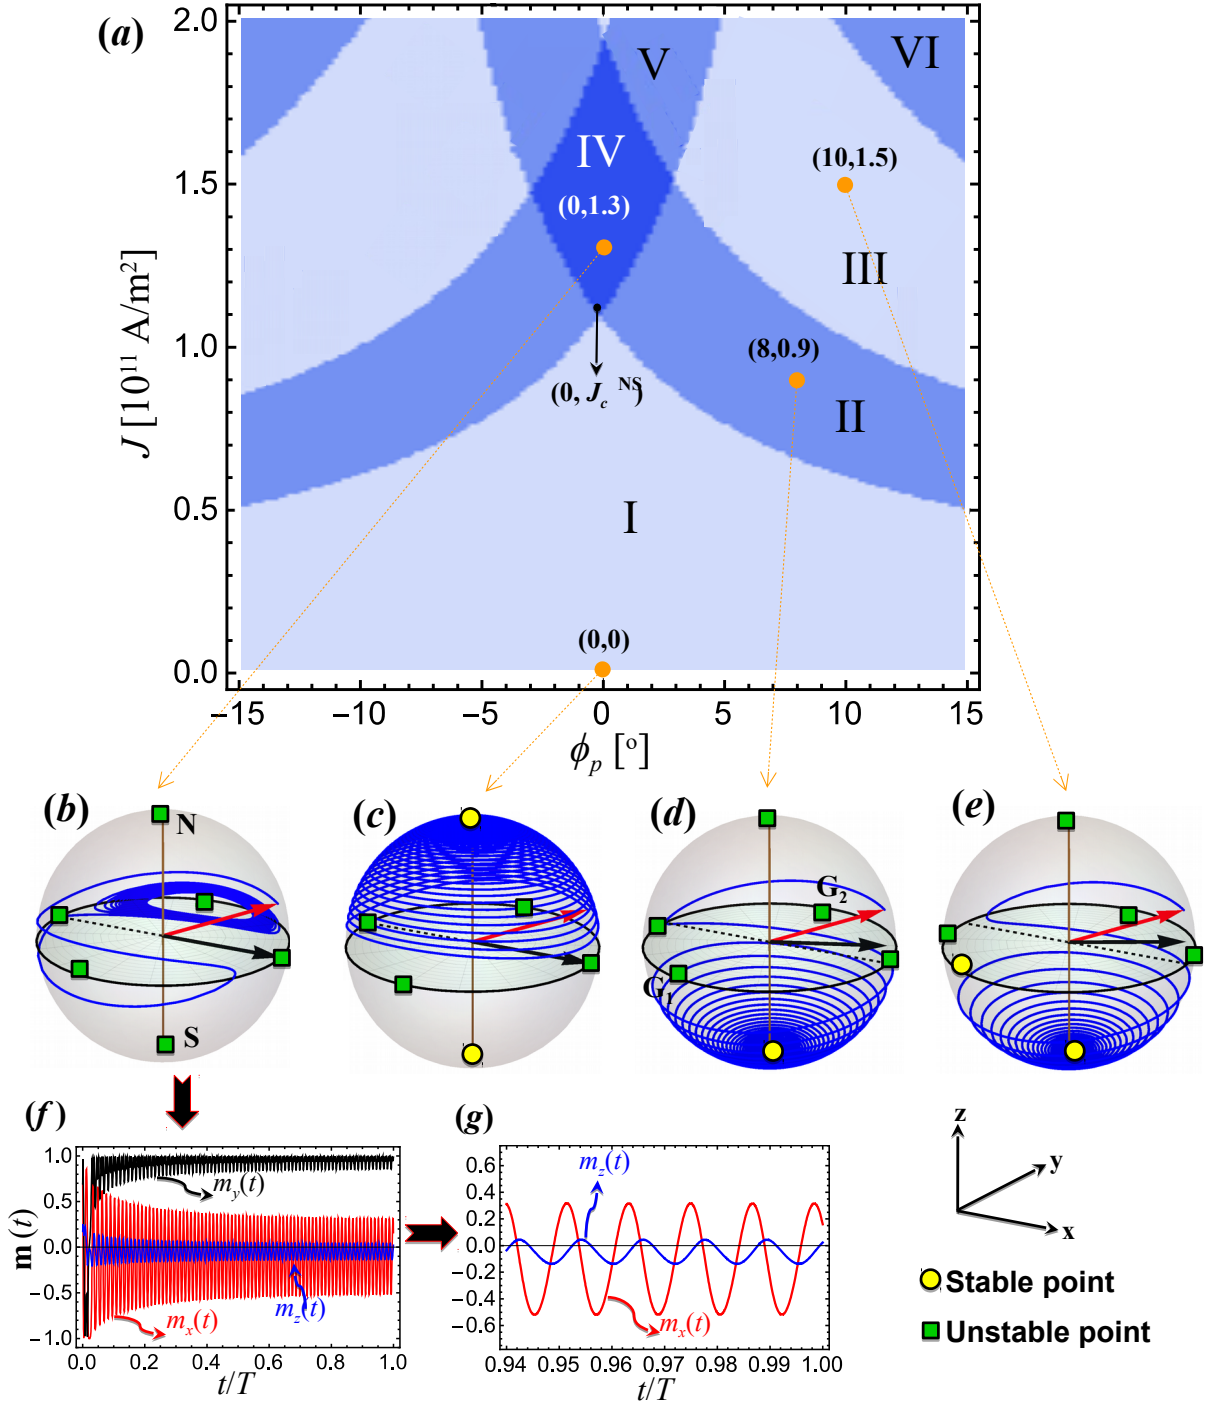 (a)
J [10¹¹ A/m²]
2.0
1.5
1.0
0.5
0.0
V
VI
IV
(10,1.5)
(0,1.3)
III
(8,0.9)
(0, J_c^NS)
II
I
(0,0)
−15 −10 −5 0 5 10 15
ϕ_p [°]
(b)
N
S
(c)
(d)
G₂
G₁
(e)
(f)
m (t)
1.0
0.5
0.0
−0.5
−1.0
m_y(t)
m_x(t)
m_z(t)
0.0 0.2 0.4 0.6 0.8 1.0
t/T
(g)
0.6
0.4
0.2
0.0
−0.2
−0.4
−0.6
m_z(t)
m_x(t)
0.94 0.95 0.96 0.97 0.98 0.99 1.00
t/T
z
y
x
Stable point
Unstable point